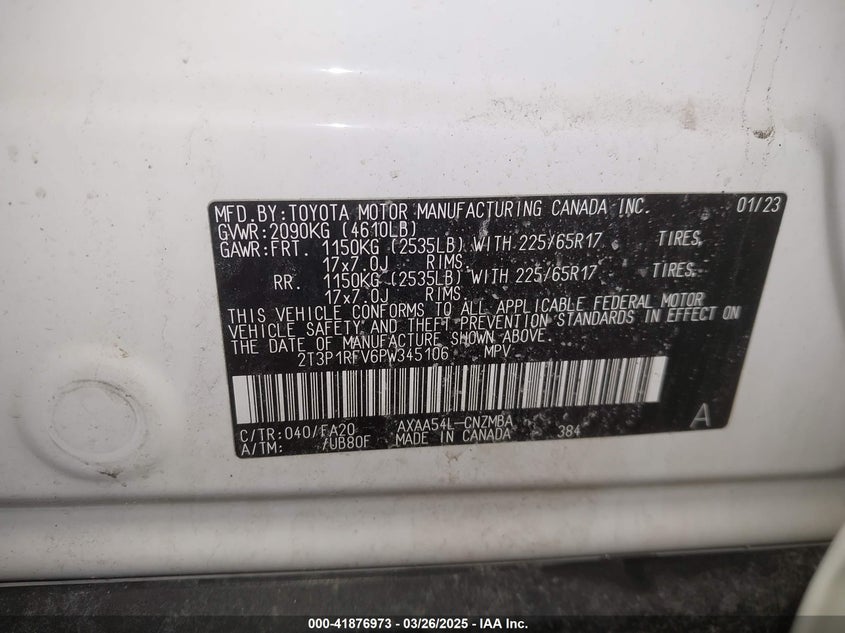 MFD.BY:TOYOTA MOTOR MANUFACTURING CANADA INC. 01/23
GVWR:2090KG (4610LB)
GAWR:FRT. 1150KG (2535LB) WITH 225/65R17 TIRES,
17x7.0J RIMS
RR. 1150KG (2535LB) WITH 225/65R17 TIRES,
17x7.0J RIMS
THIS VEHICLE CONFORMS TO ALL APPLICABLE FEDERAL MOTOR
VEHICLE SAFETY AND THEFT PREVENTION STANDARDS IN EFFECT ON
THE DATE OF MANUFACTURE SHOWN ABOVE.
2T3P1RFV6PW345106 MPV
C/TR:040/FA20 AXAA54L-CNZMBA A
A/TM: /UB80F MADE IN CANADA 384
000-41876973 / 03/26/2025 / IAA Inc.